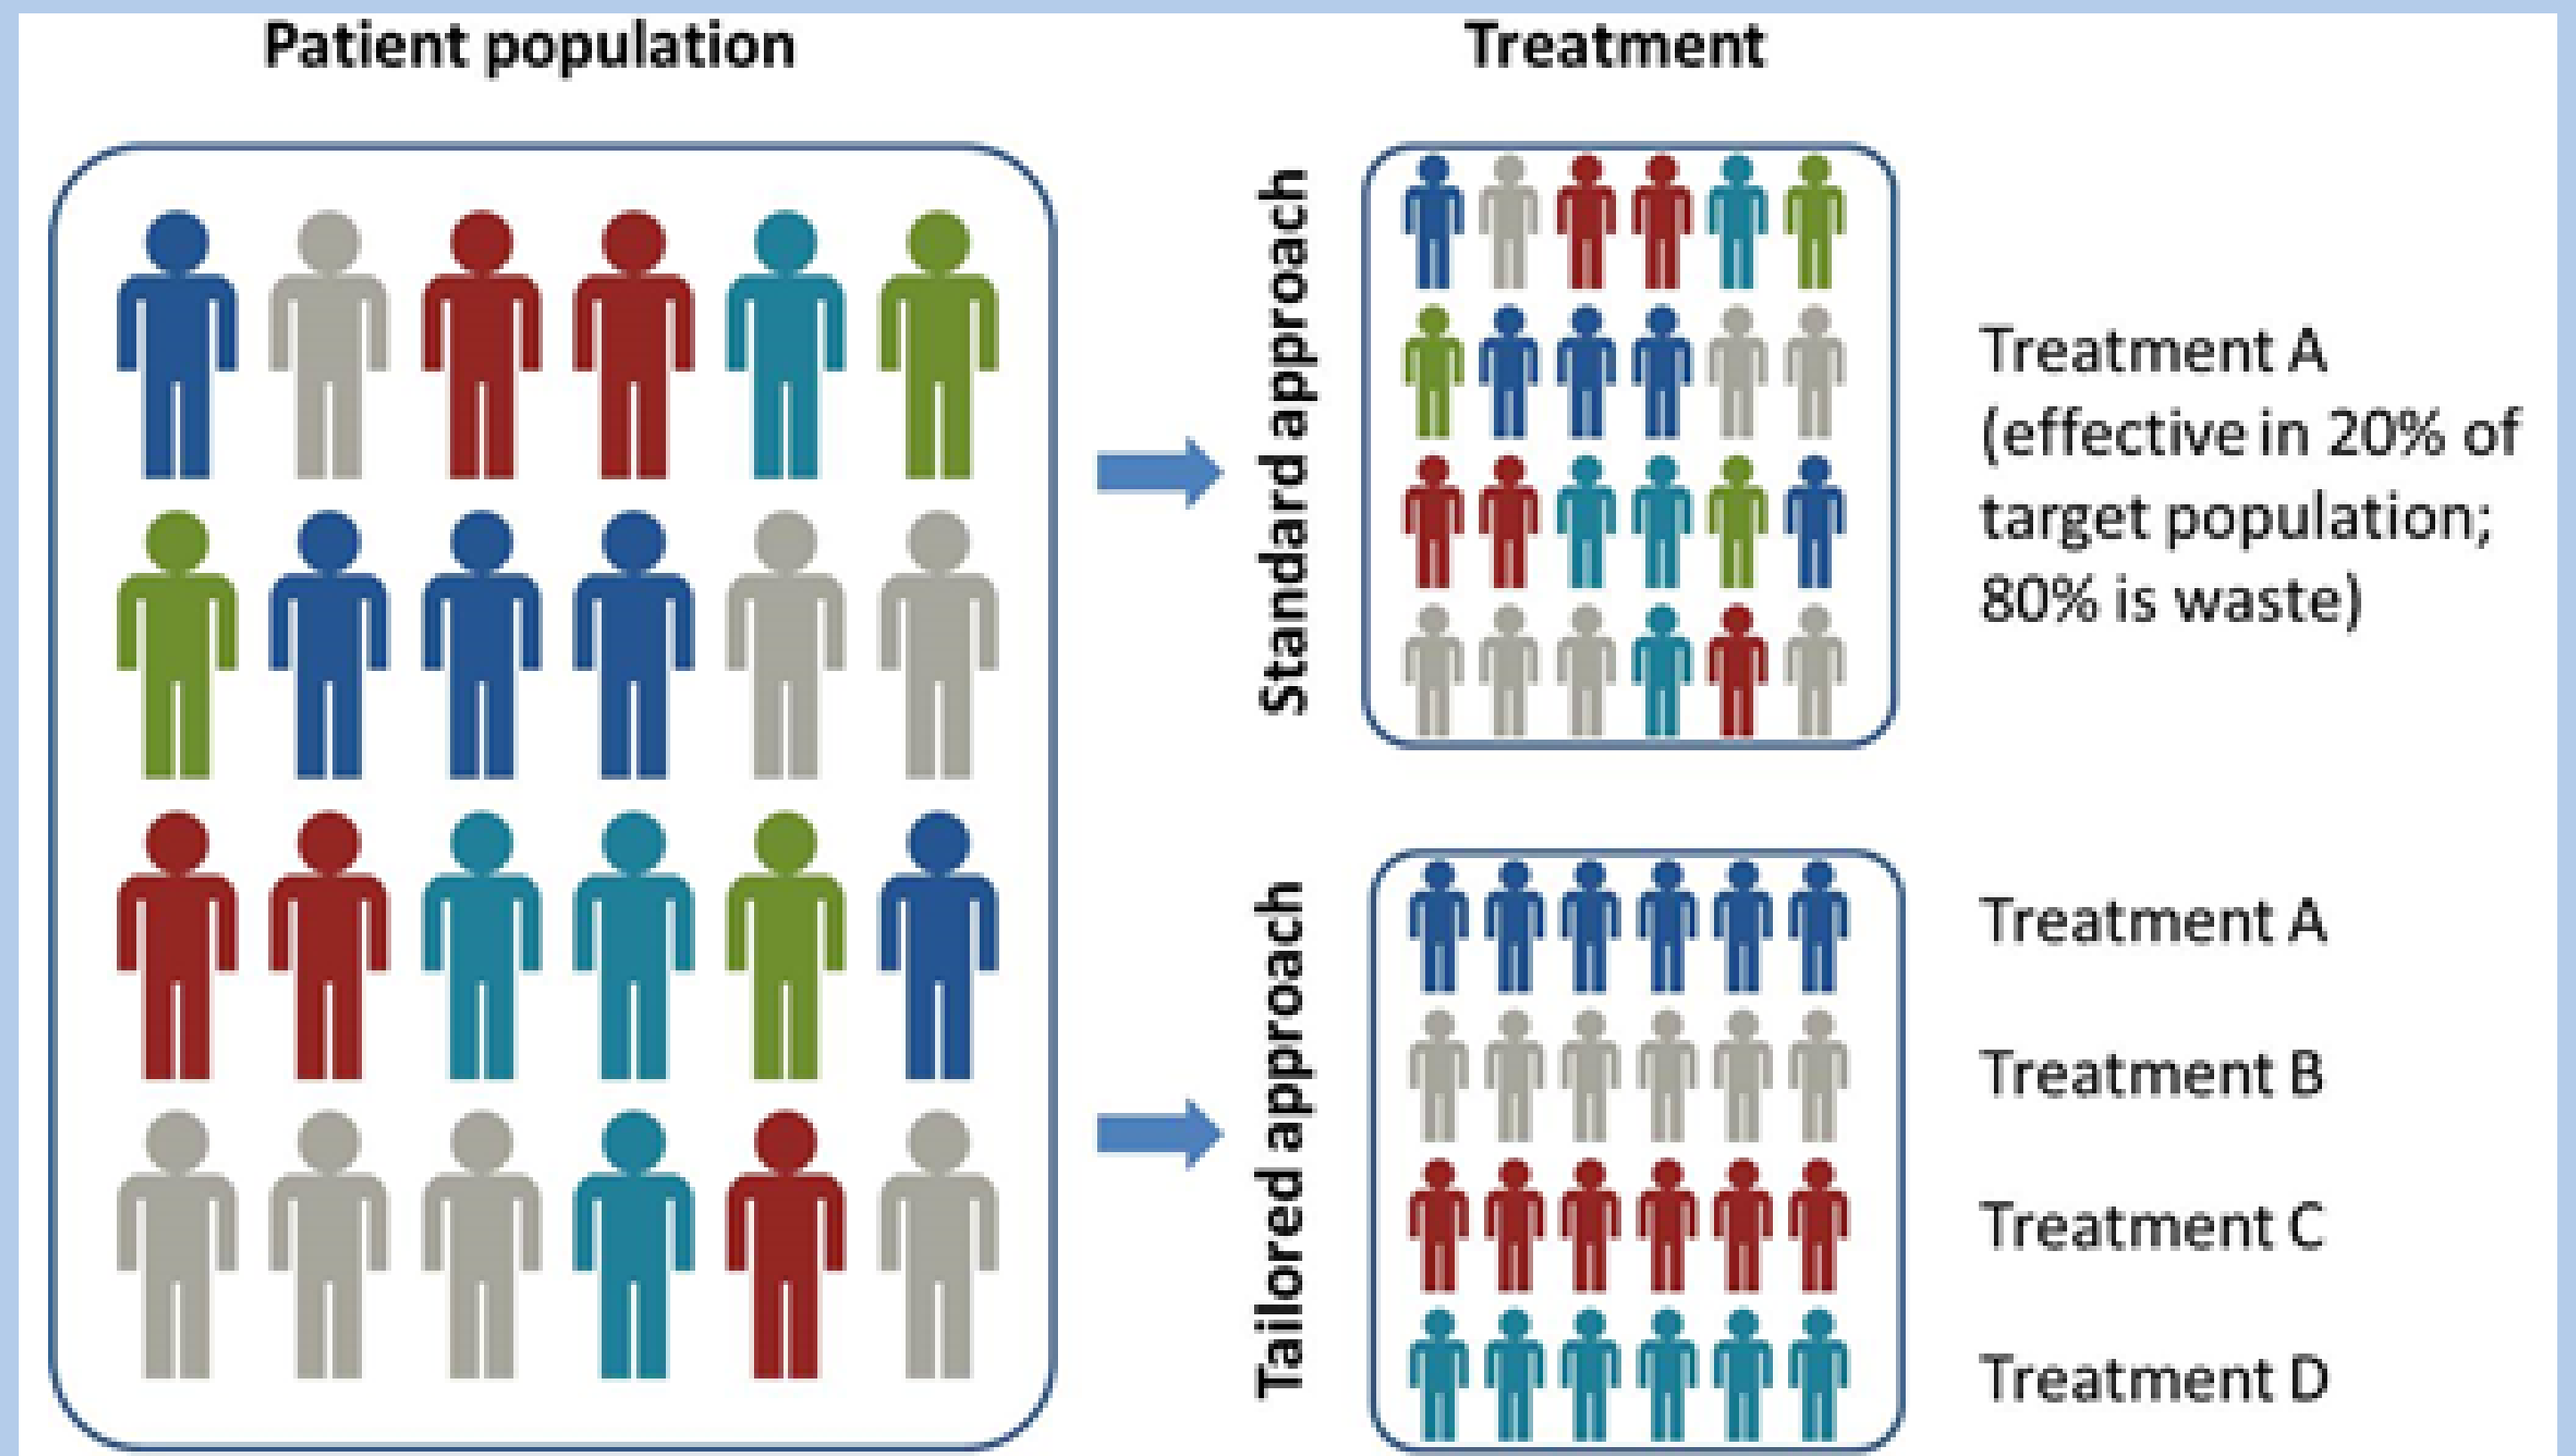 Patient population
Treatment
Standard approach
Treatment A
(effective in 20% of
target population;
80% is waste)
Tailored approach
Treatment A
Treatment B
Treatment C
Treatment D